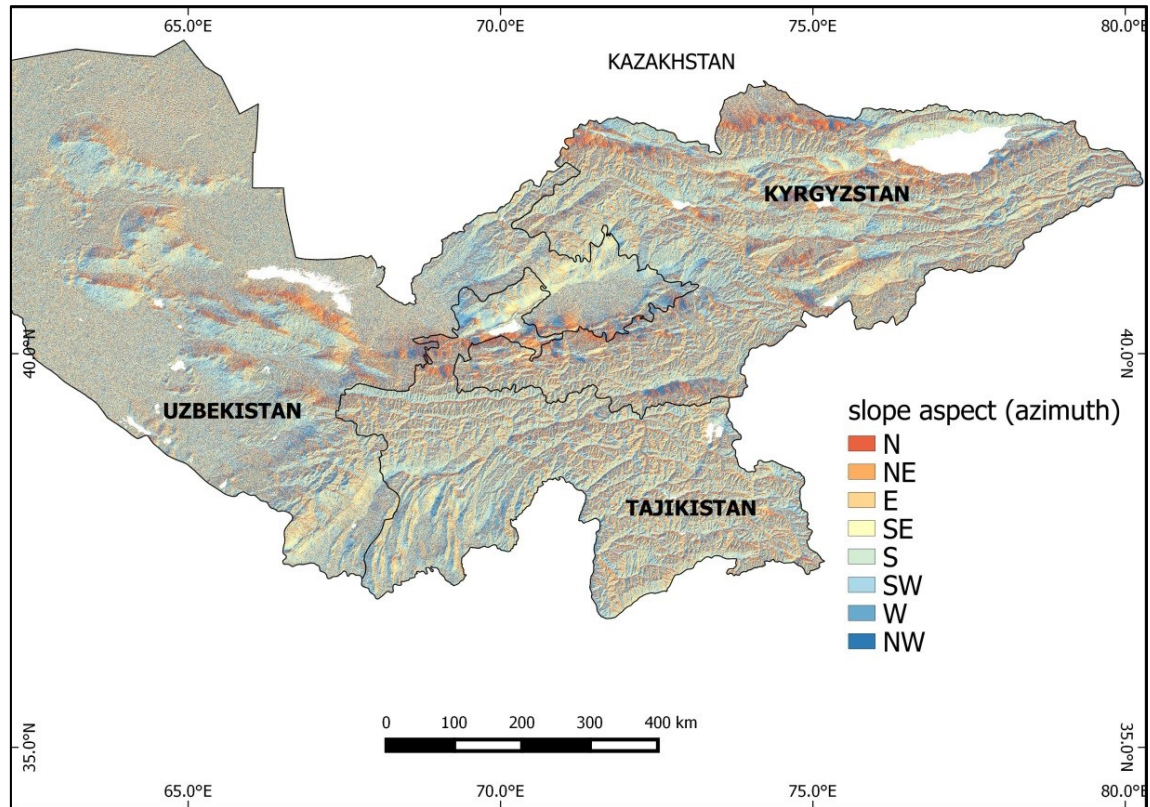 65.0°E 70.0°E 75.0°E 80.0°E
KAZAKHSTAN
KYRGYZSTAN
40.0°N 40.0°N
UZBEKISTAN
TAJIKISTAN
slope aspect (azimuth)
N
NE
E
SE
S
SW
W
NW
0 100 200 300 400 km
35.0°N 35.0°N
65.0°E 70.0°E 75.0°E 80.0°E